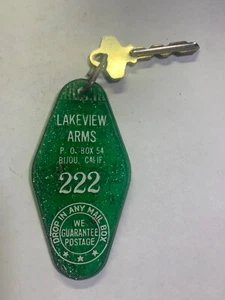 LAKEVIEW
ARMS
P. O. BOX 54
BIJOU, CALIF.
222
DROP IN ANY MAIL BOX
WE
GUARANTEE
POSTAGE